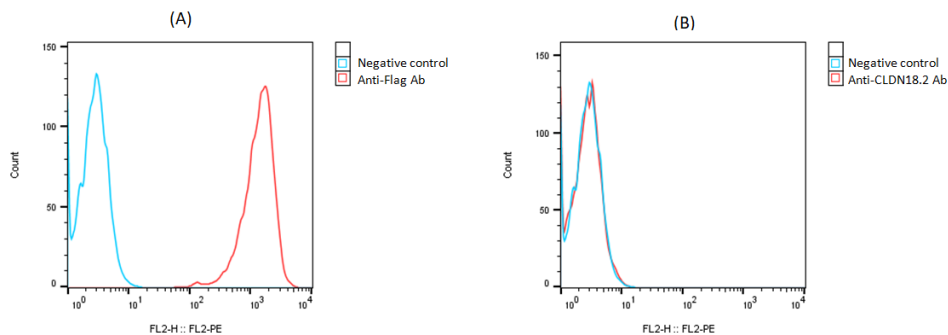 (A)
150
100
50
0
Count
10^0 10^1 10^2 10^3 10^4
FL2-H :: FL2-PE
Negative control
Anti-Flag Ab
(B)
150
100
50
0
Count
10^0 10^1 10^2 10^3 10^4
FL2-H :: FL2-PE
Negative control
Anti-CLDN18.2 Ab